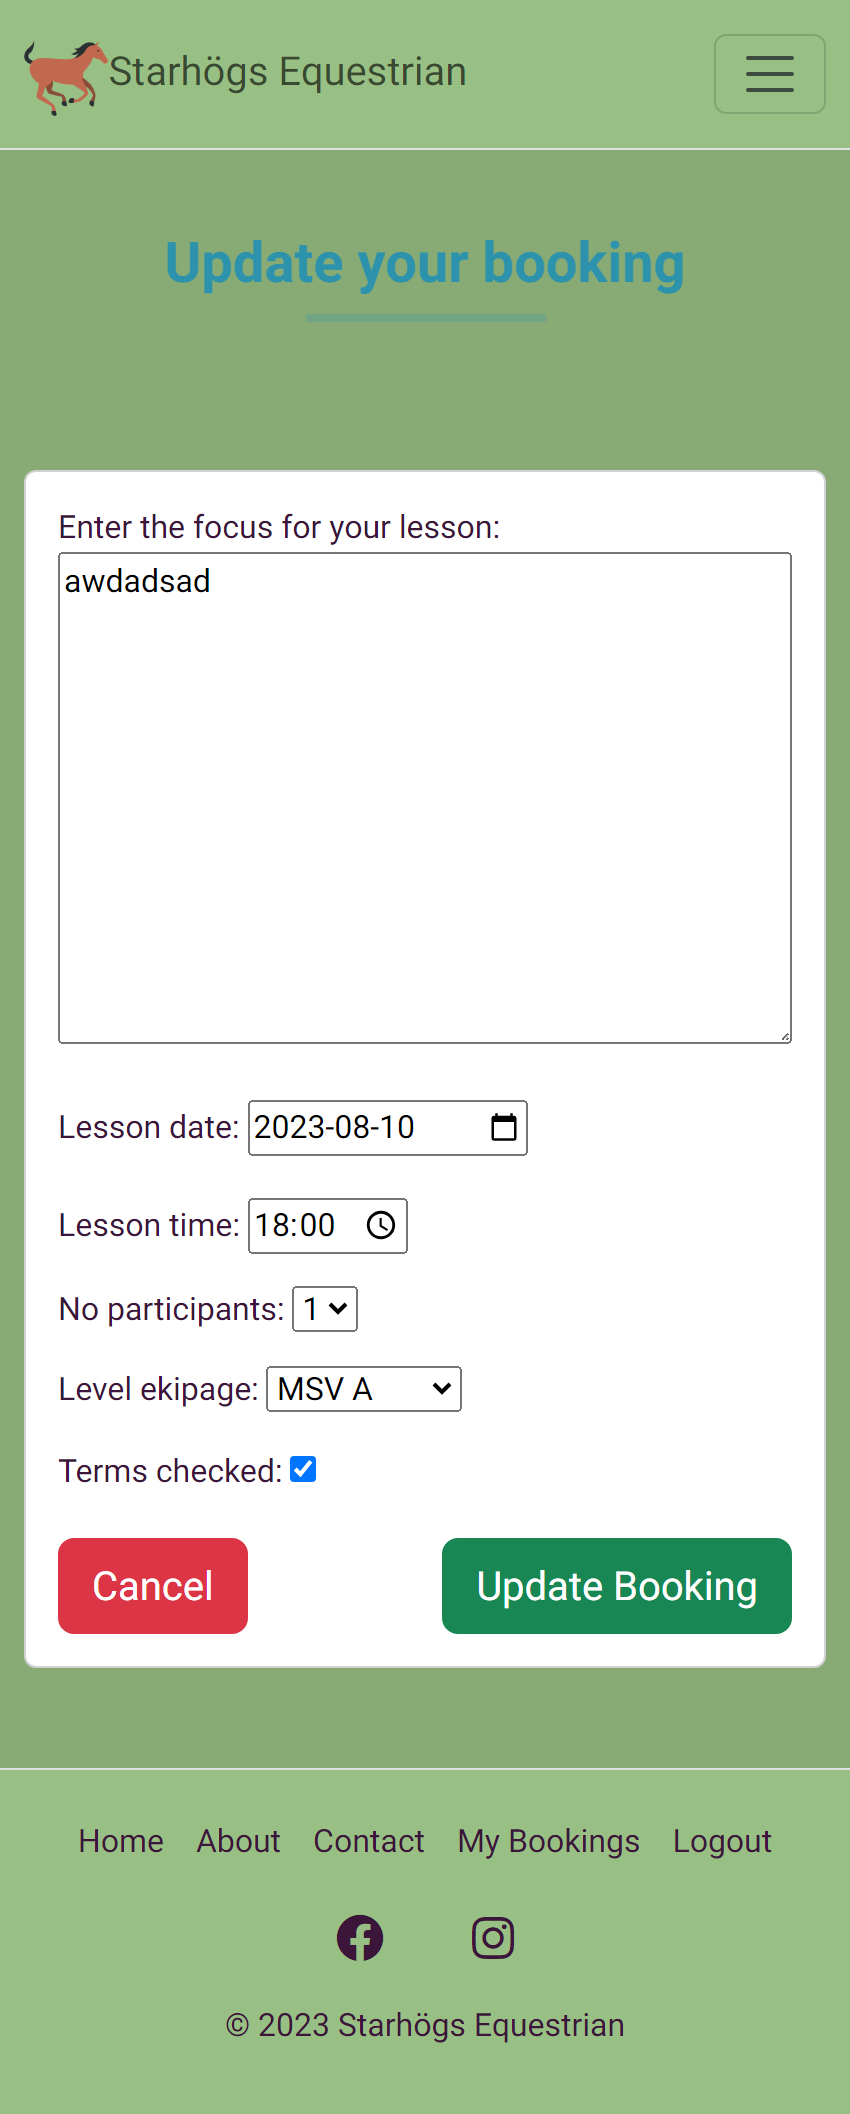 Starhögs Equestrian
Update your booking
Enter the focus for your lesson:
awdadsad
Lesson date: 2023-08-10
Lesson time: 18:00
No participants: 1
Level ekipage: MSV A
Terms checked:
Cancel Update Booking
Home About Contact My Bookings Logout
© 2023 Starhögs Equestrian